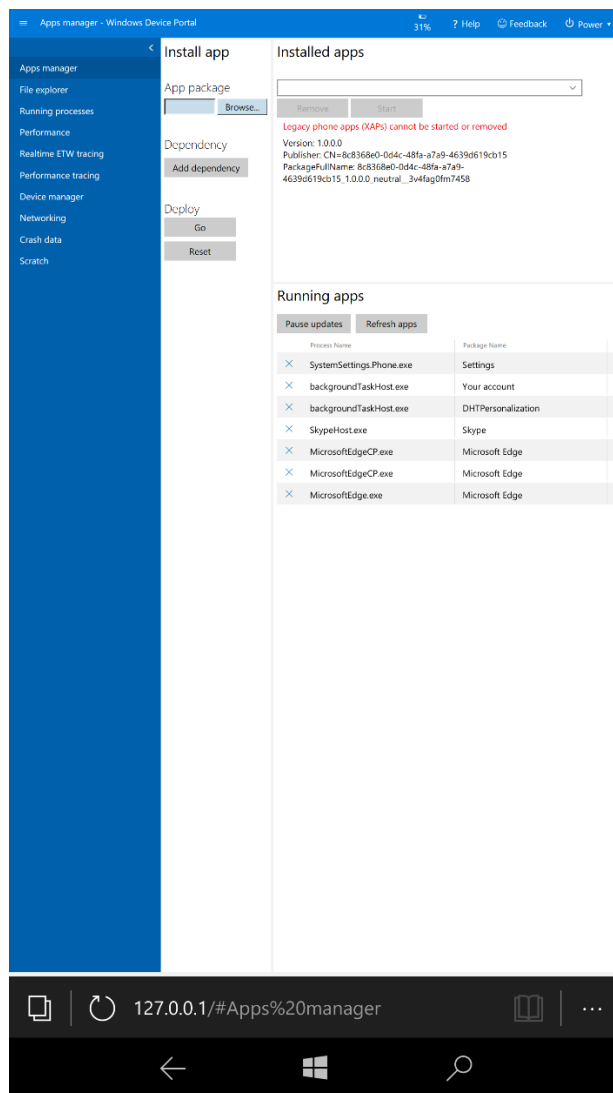 Apps manager - Windows Device Portal
31%
? Help
Feedback
Power
Apps manager
File explorer
Running processes
Performance
Realtime ETW tracing
Performance tracing
Device manager
Networking
Crash data
Scratch
Install app
App package
Browse...
Dependency
Add dependency
Deploy
Go
Reset
Installed apps
Remove Start
Legacy phone apps (XAPs) cannot be started or removed
Version: 1.0.0.0
Publisher: CN=8c8368e0-0d4c-48fa-a7a9-4639d619cb15
PackageFullName: 8c8368e0-0d4c-48fa-a7a9-
4639d619cb15_1.0.0.0_neutral__3v4fag0fm7458
Running apps
Pause updates Refresh apps
Process Name Package Name
SystemSettings.Phone.exe Settings
backgroundTaskHost.exe Your account
backgroundTaskHost.exe DHTPersonalization
SkypeHost.exe Skype
MicrosoftEdgeCP.exe Microsoft Edge
MicrosoftEdgeCP.exe Microsoft Edge
MicrosoftEdge.exe Microsoft Edge
127.0.0.1/#Apps%20manager